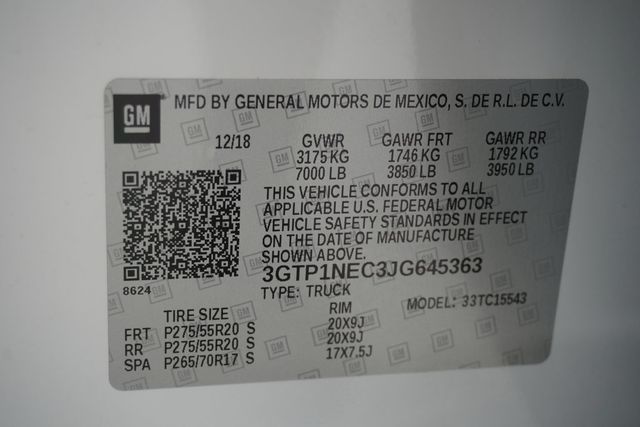 GM MFD BY GENERAL MOTORS DE MEXICO, S. DE R.L. DE C.V.
12/18 GVWR GAWR FRT GAWR RR
3175 KG 1746 KG 1792 KG
7000 LB 3850 LB 3950 LB
THIS VEHICLE CONFORMS TO ALL
APPLICABLE U.S. FEDERAL MOTOR
VEHICLE SAFETY STANDARDS IN EFFECT
ON THE DATE OF MANUFACTURE
SHOWN ABOVE.
3GTP1NEC3JG645363
8624
TYPE: TRUCK MODEL: 33TC15543
TIRE SIZE RIM
FRT P275/55R20 S 20X9J
RR P275/55R20 S 20X9J
SPA P265/70R17 S 17X7.5J